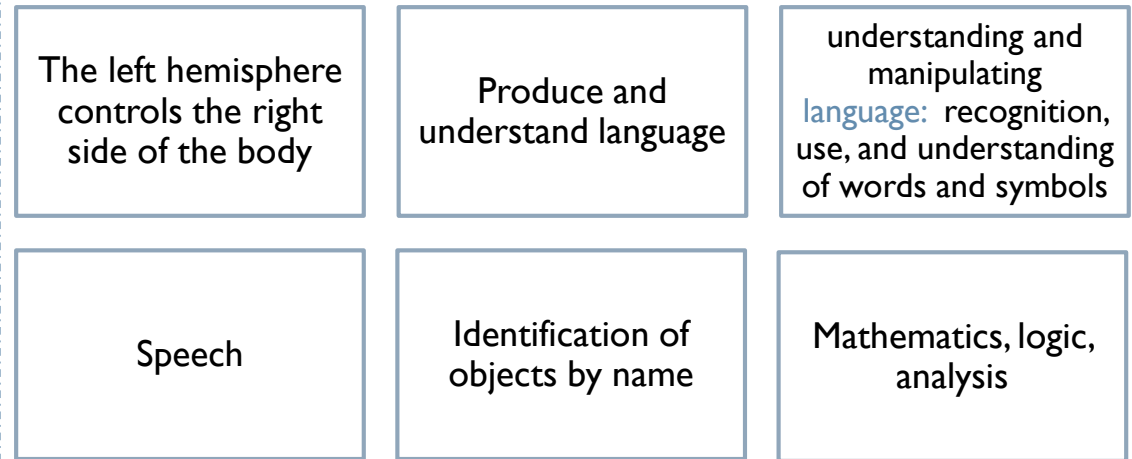 The left hemisphere
controls the right
side of the body
Produce and
understand language
understanding and
manipulating
language: recognition,
use, and understanding
of words and symbols
Speech
Identification of
objects by name
Mathematics, logic,
analysis